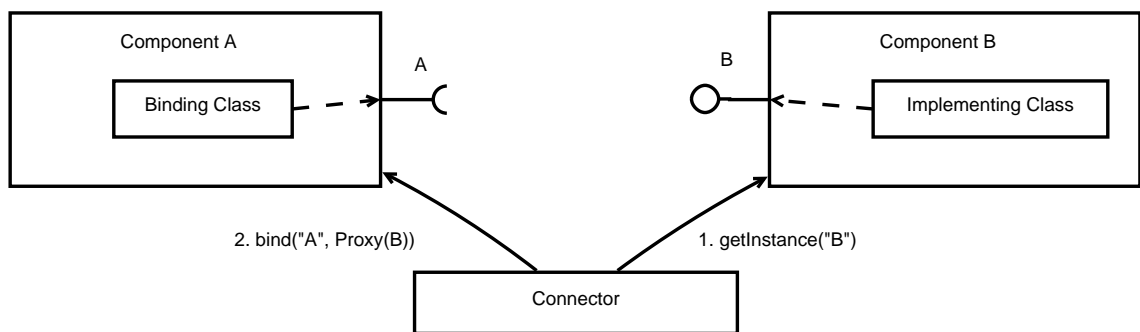 Component A
Component B
A
B
Binding Class
Implementing Class
2. bind("A", Proxy(B))
1. getInstance("B")
Connector